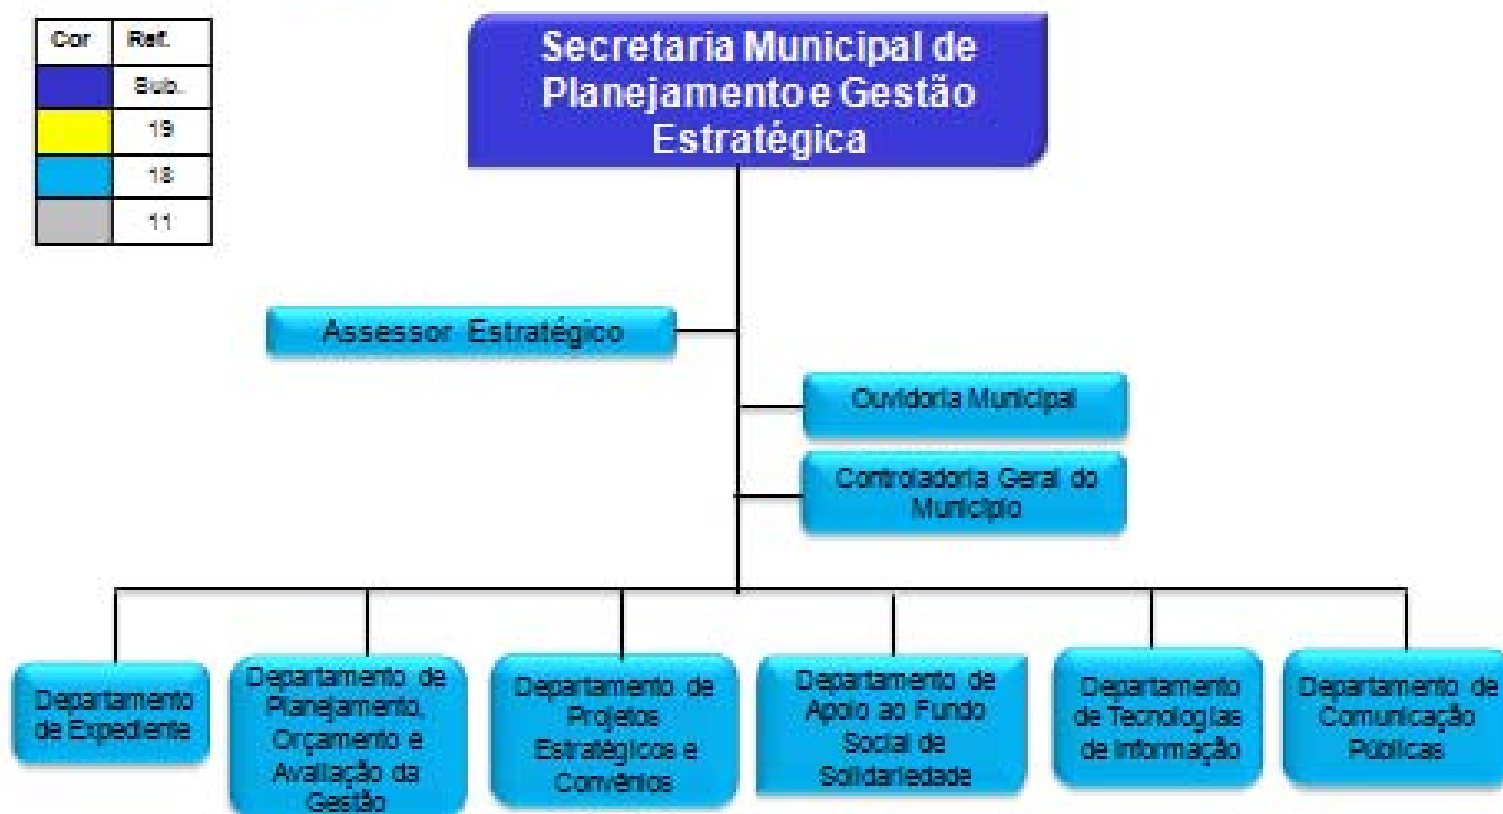 Cor Ref.
Sub.
19
18
11
Secretaria Municipal de
Planejamento e Gestão
Estratégica
Assessor Estratégico
Ouvidoria Municipal
Controladoria Geral do
Município
Departamento
de Expediente
Departamento de
Planejamento,
Orçamento e
Avaliação da
Gestão
Departamento de
Projetos
Estratégicos e
Convênios
Departamento de
Apoio ao Fundo
Social de
Solidariedade
Departamento
de Tecnologias
de Informação
Departamento de
Comunicação
Públicas